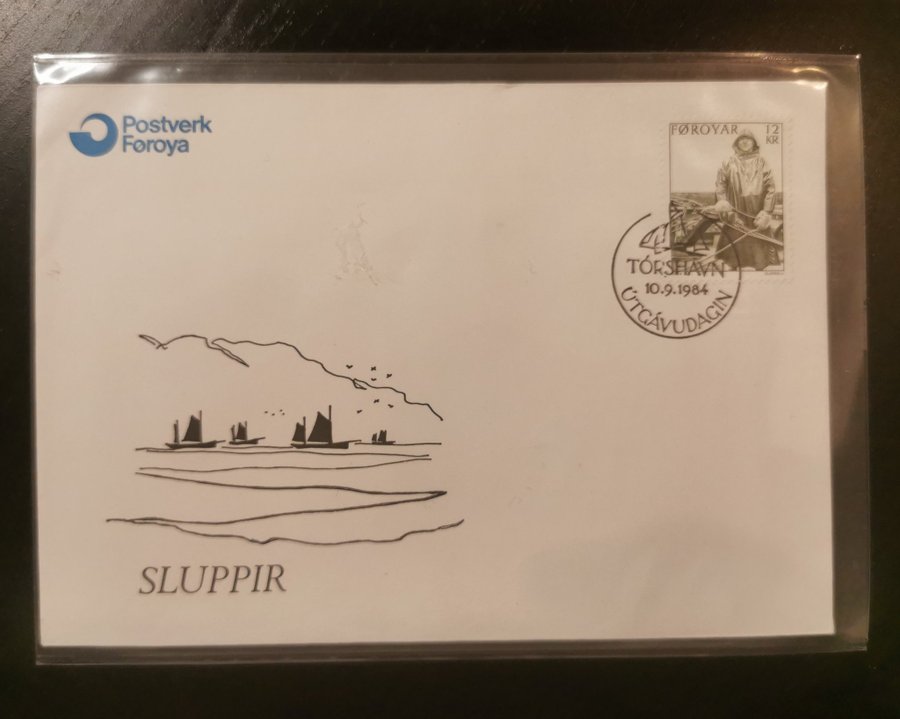 Postverk
Føroya
FØROYAR 12
KR
TÓRSHAVN
10.9.1984
ÚTGÁVUDAGIN
SLUPPIR